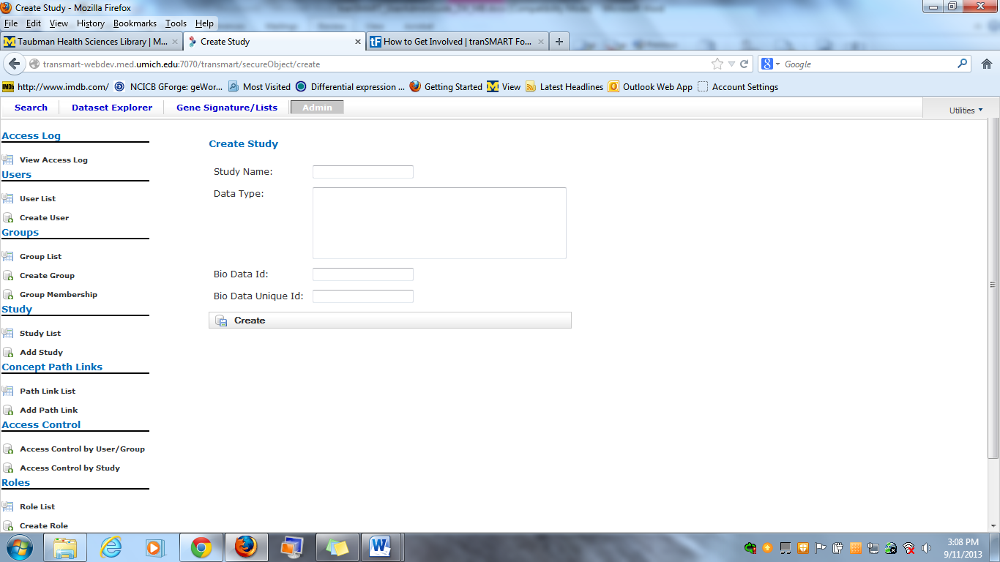 Create Study - Mozilla Firefox
File Edit View History Bookmarks Tools Help
Taubman Health Sciences Library | M... Create Study tF How to Get Involved | tranSMART Fo...
transmart-webdev.med.umich.edu:7070/transmart/secureObject/create Google
IMDb http://www.imdb.com/ NCICB GForge: geWor... Most Visited Differential expression ... Getting Started View Latest Headlines Outlook Web App Account Settings
Search Dataset Explorer Gene Signature/Lists Admin Utilities
Access Log
View Access Log
Users
User List
Create User
Groups
Group List
Create Group
Group Membership
Study
Study List
Add Study
Concept Path Links
Path Link List
Add Path Link
Access Control
Access Control by User/Group
Access Control by Study
Roles
Role List
Create Role
Create Study
Study Name:
Data Type:
Bio Data Id:
Bio Data Unique Id:
Create
3:08 PM
9/11/2013